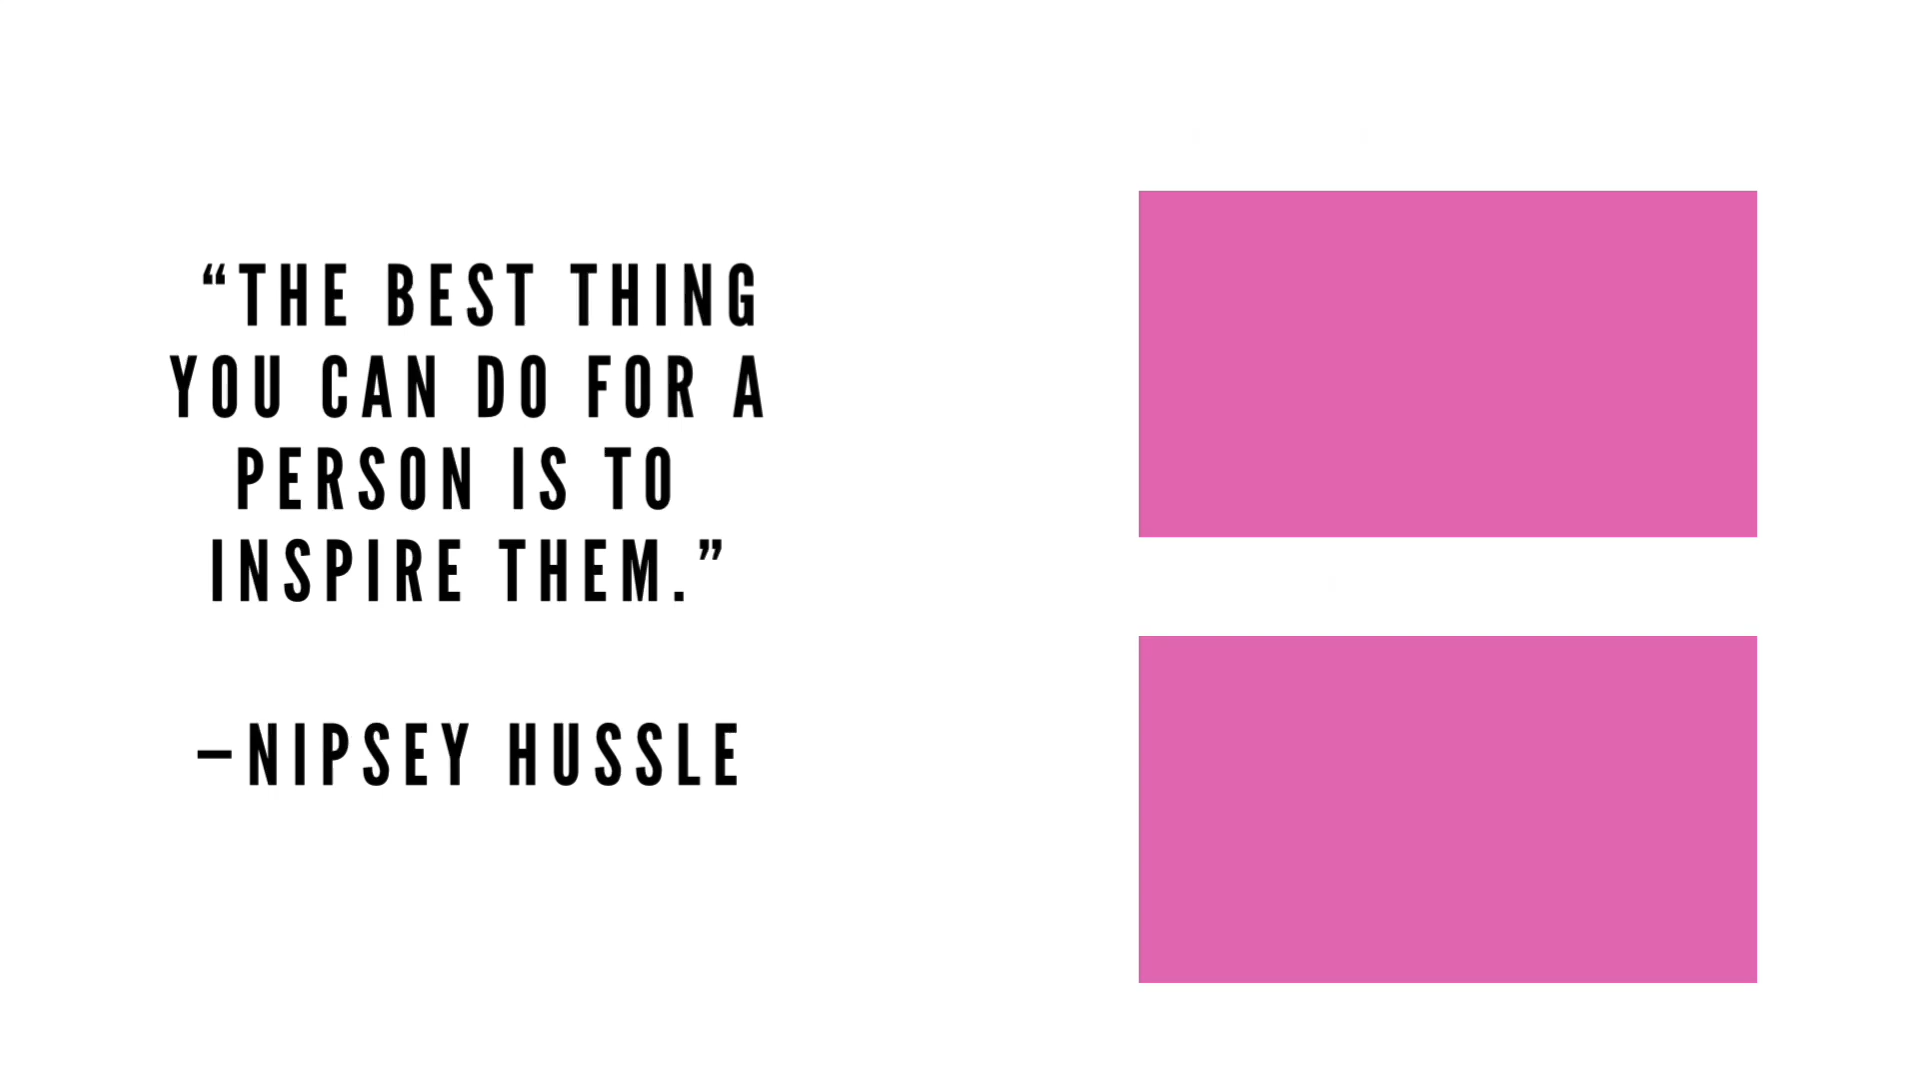 “THE BEST THING
YOU CAN DO FOR A
PERSON IS TO
INSPIRE THEM.”
–NIPSEY HUSSLE